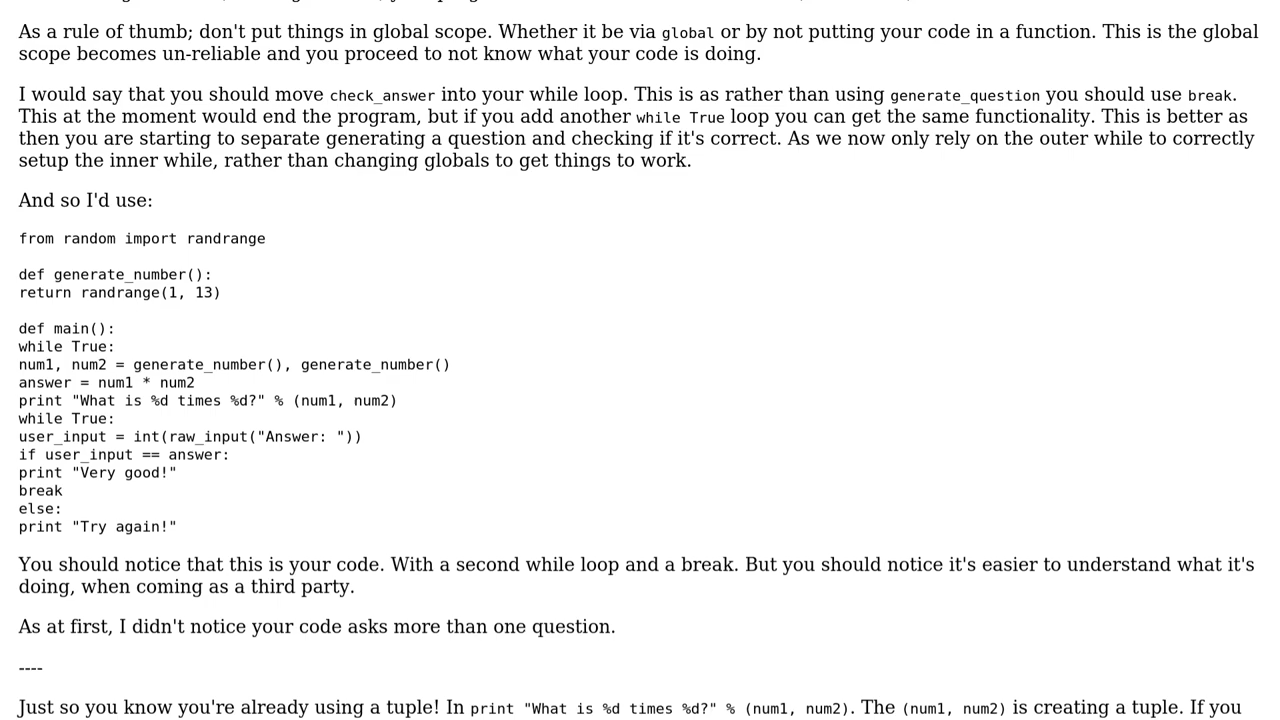 As a rule of thumb; don't put things in global scope. Whether it be via global or by not putting your code in a function. This is the global
scope becomes un-reliable and you proceed to not know what your code is doing.
I would say that you should move check_answer into your while loop. This is as rather than using generate_question you should use break.
This at the moment would end the program, but if you add another while True loop you can get the same functionality. This is better as
then you are starting to separate generating a question and checking if it's correct. As we now only rely on the outer while to correctly
setup the inner while, rather than changing globals to get things to work.
And so I'd use:
from random import randrange
def generate_number():
return randrange(1, 13)
def main():
while True:
num1, num2 = generate_number(), generate_number()
answer = num1 * num2
print "What is %d times %d?" % (num1, num2)
while True:
user_input = int(raw_input("Answer: "))
if user_input == answer:
print "Very good!"
break
else:
print "Try again!"
You should notice that this is your code. With a second while loop and a break. But you should notice it's easier to understand what it's
doing, when coming as a third party.
As at first, I didn't notice your code asks more than one question.
----
Just so you know you're already using a tuple! In print "What is %d times %d?" % (num1, num2). The (num1, num2) is creating a tuple. If you